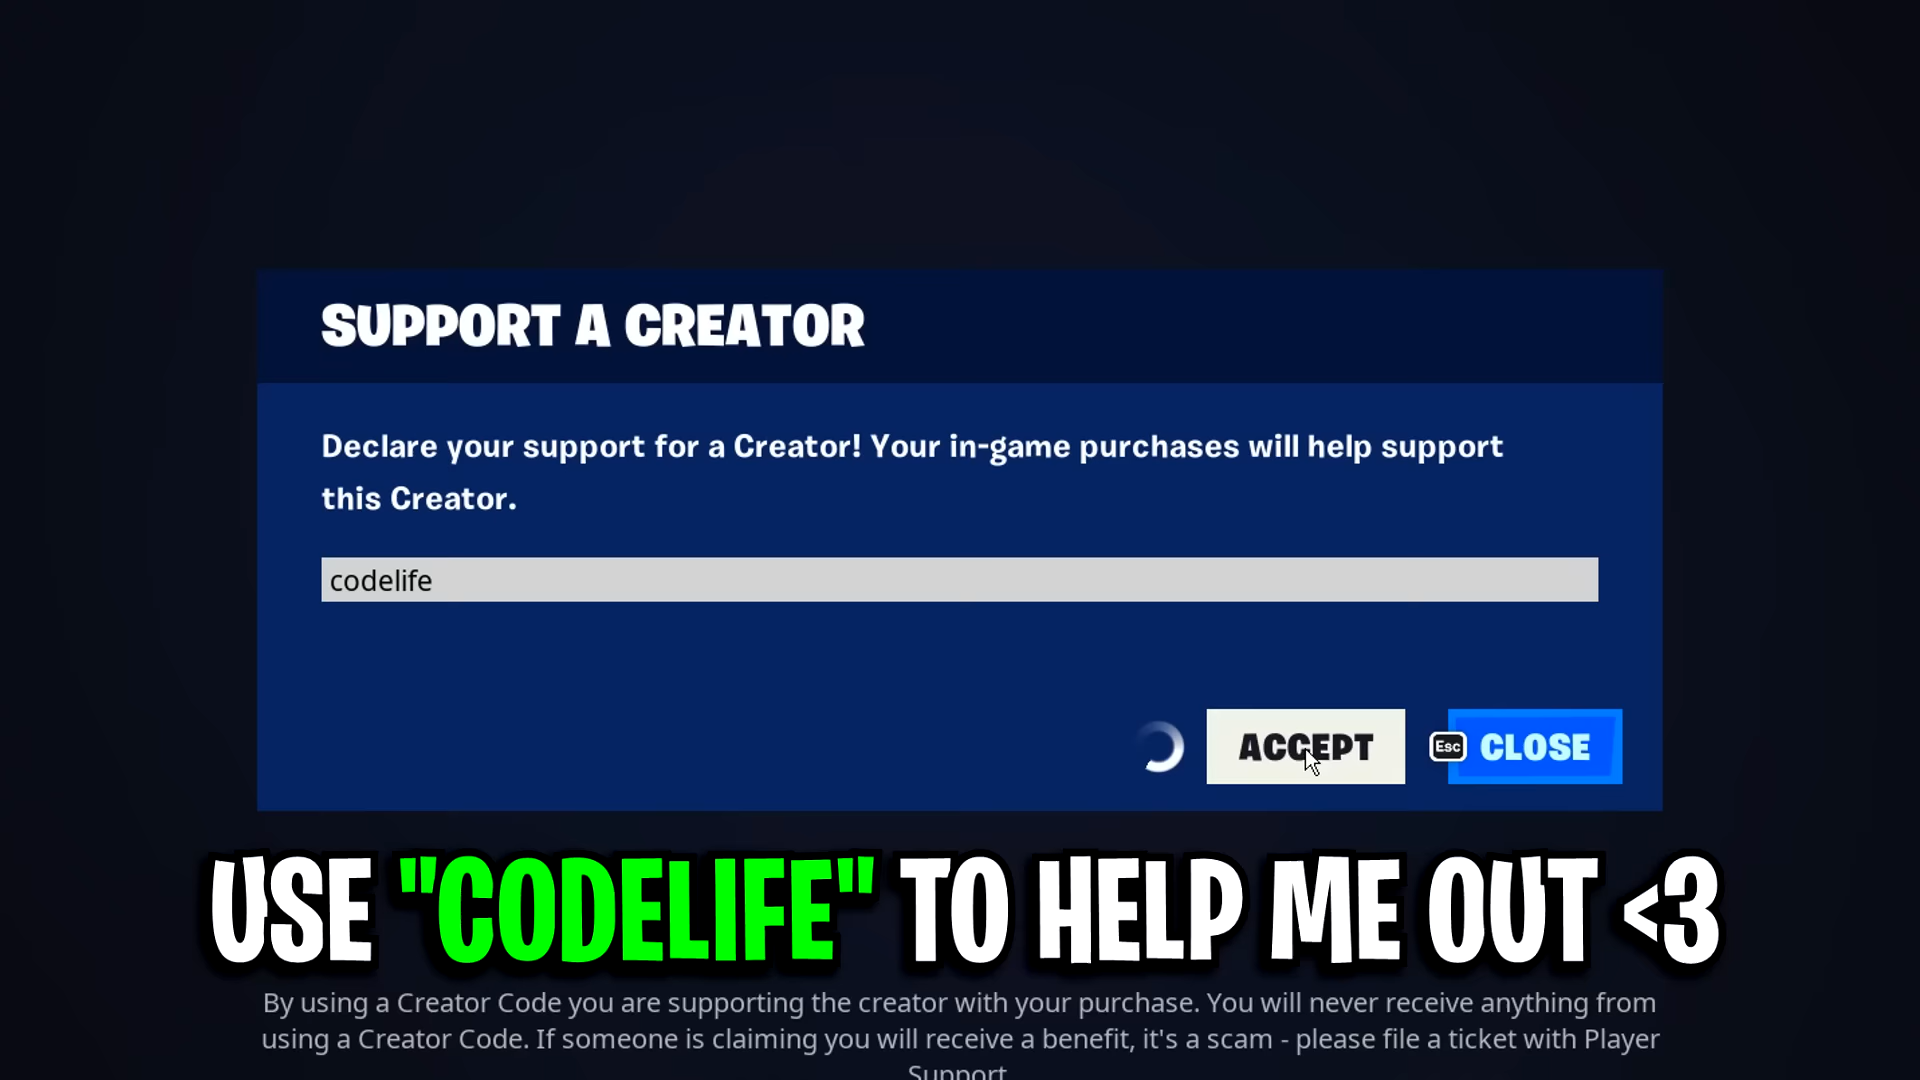 SUPPORT A CREATOR
Declare your support for a Creator! Your in-game purchases will help support
this Creator.
codelife
ACCEPT
Esc CLOSE
USE "CODELIFE" TO HELP ME OUT <3
By using a Creator Code you are supporting the creator with your purchase. You will never receive anything from
using a Creator Code. If someone is claiming you will receive a benefit, it's a scam - please file a ticket with Player
Support